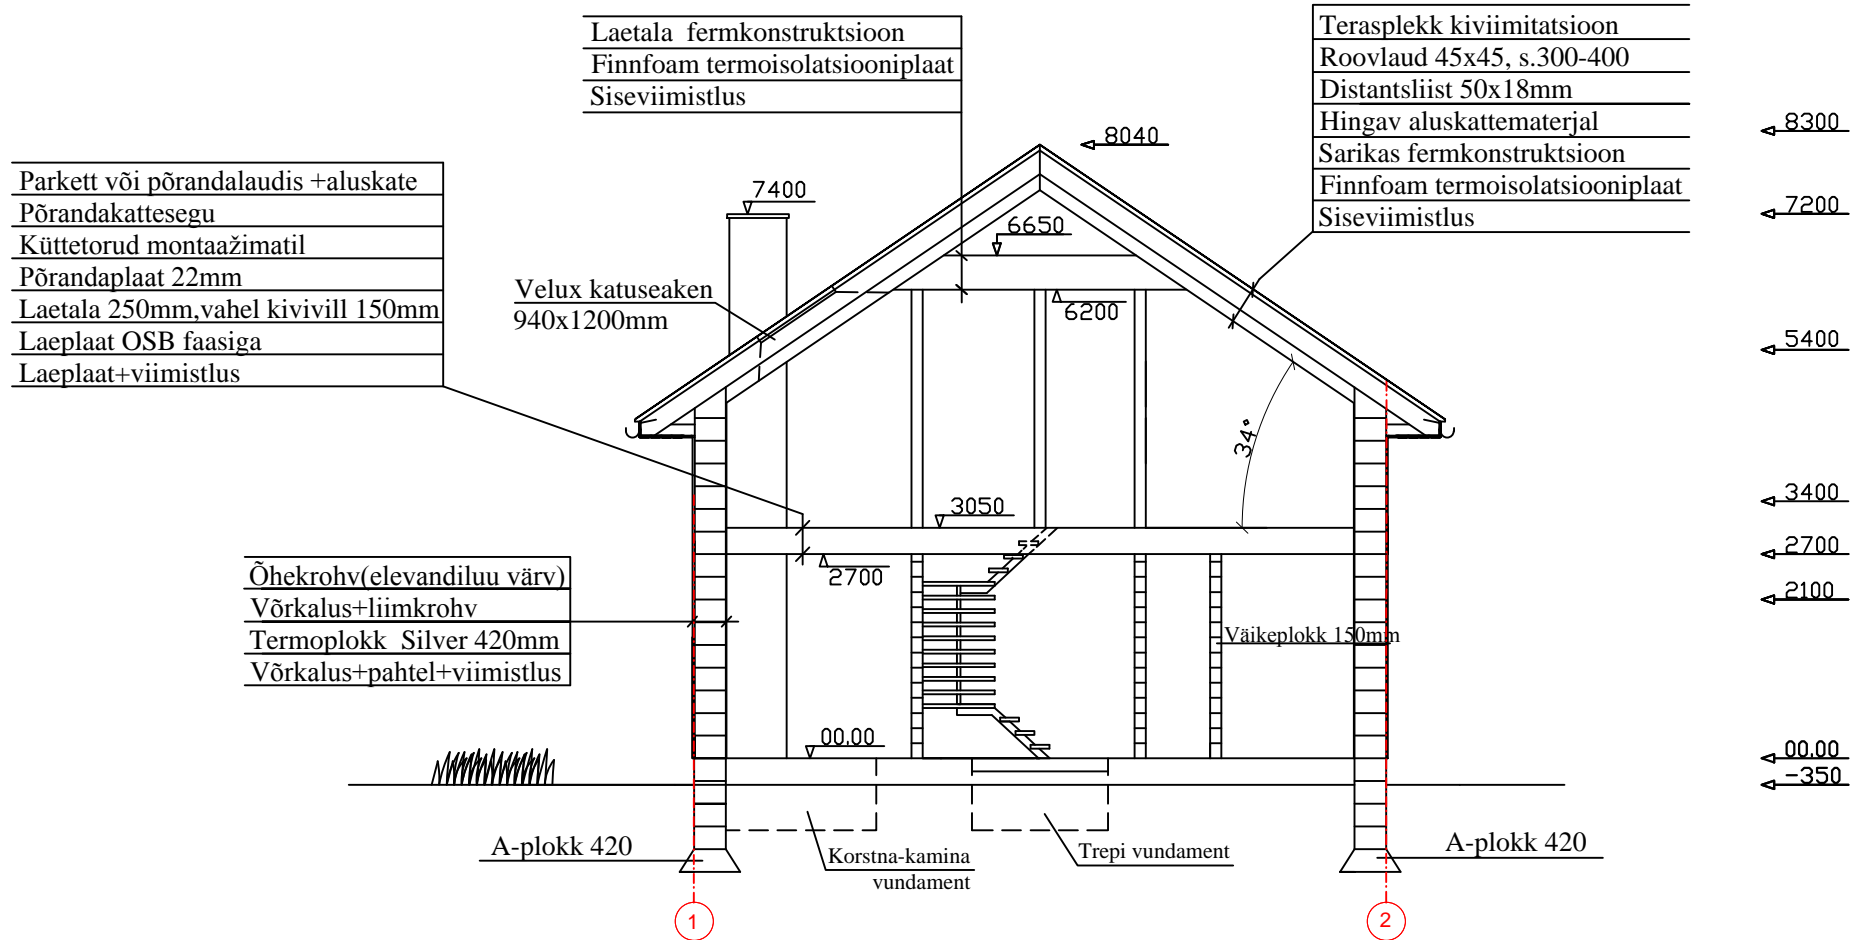 Laetala fermkonstruktsioon
Finnfoam termoisolatsiooniplaat
Siseviimistlus
Terasplekk kiviimitatsioon
Roovlaud 45x45, s.300-400
Distantsliist 50x18mm
Hingav aluskattematerjal
Sarikas fermkonstruktsioon
Finnfoam termoisolatsiooniplaat
Siseviimistlus
Parkett või põrandalaudis +aluskate
Põrandakattesegu
Küttetorud montaažimatil
Põrandaplaat 22mm
Laetala 250mm,vahel kivivill 150mm
Laeplaat OSB faasiga
Laeplaat+viimistlus
8040
7400
6650
Velux katuseaken
940x1200mm
6200
34°
3050
2700
Õhekrohv(elevandiluu värv)
Võrkalus+liimkrohv
Termoplokk Silver 420mm
Võrkalus+pahtel+viimistlus
Väikeplokk 150mm
00,00
A-plokk 420
Korstna-kamina
vundament
Trepi vundament
A-plokk 420
1
2
8300
7200
5400
3400
2700
2100
00,00
-350